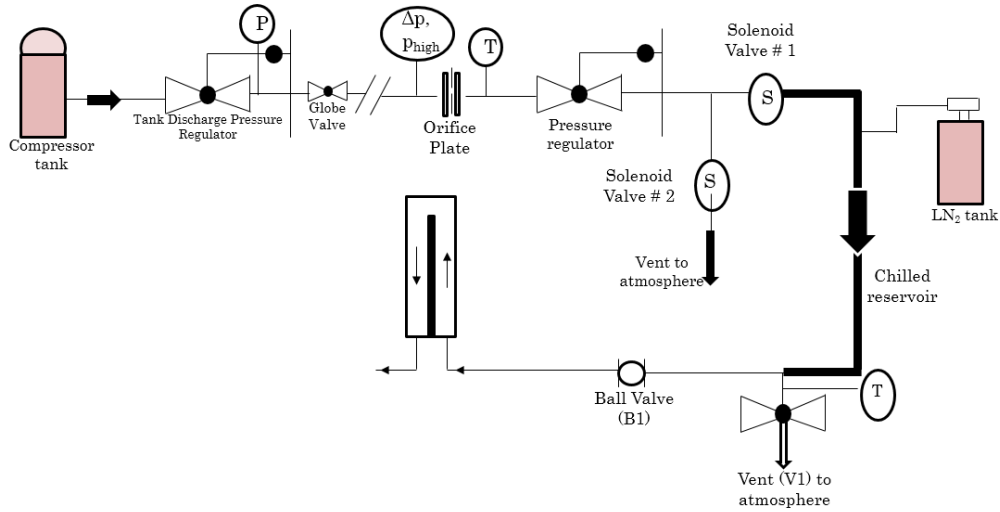 P
Δp,
p_high
T
Solenoid
Valve # 1
S
Compressor
tank
Tank Discharge Pressure
Regulator
Globe
Valve
Orifice
Plate
Pressure
regulator
Solenoid
Valve # 2
S
LN₂ tank
Vent to
atmosphere
Chilled
reservoir
Ball Valve
(B1)
T
Vent (V1) to
atmosphere